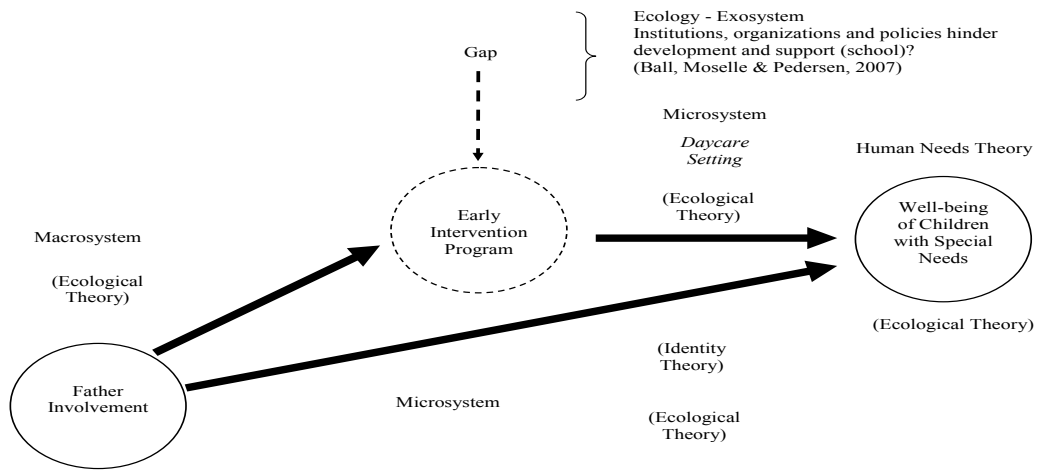 Ecology - Exosystem
Institutions, organizations and policies hinder
development and support (school)?
(Ball, Moselle & Pedersen, 2007)
Gap
Microsystem
Daycare
Setting
(Ecological
Theory)
Human Needs Theory
Early
Intervention
Program
Well-being
of Children
with Special
Needs
(Ecological Theory)
Macrosystem
(Ecological
Theory)
Father
Involvement
Microsystem
(Identity
Theory)
(Ecological
Theory)